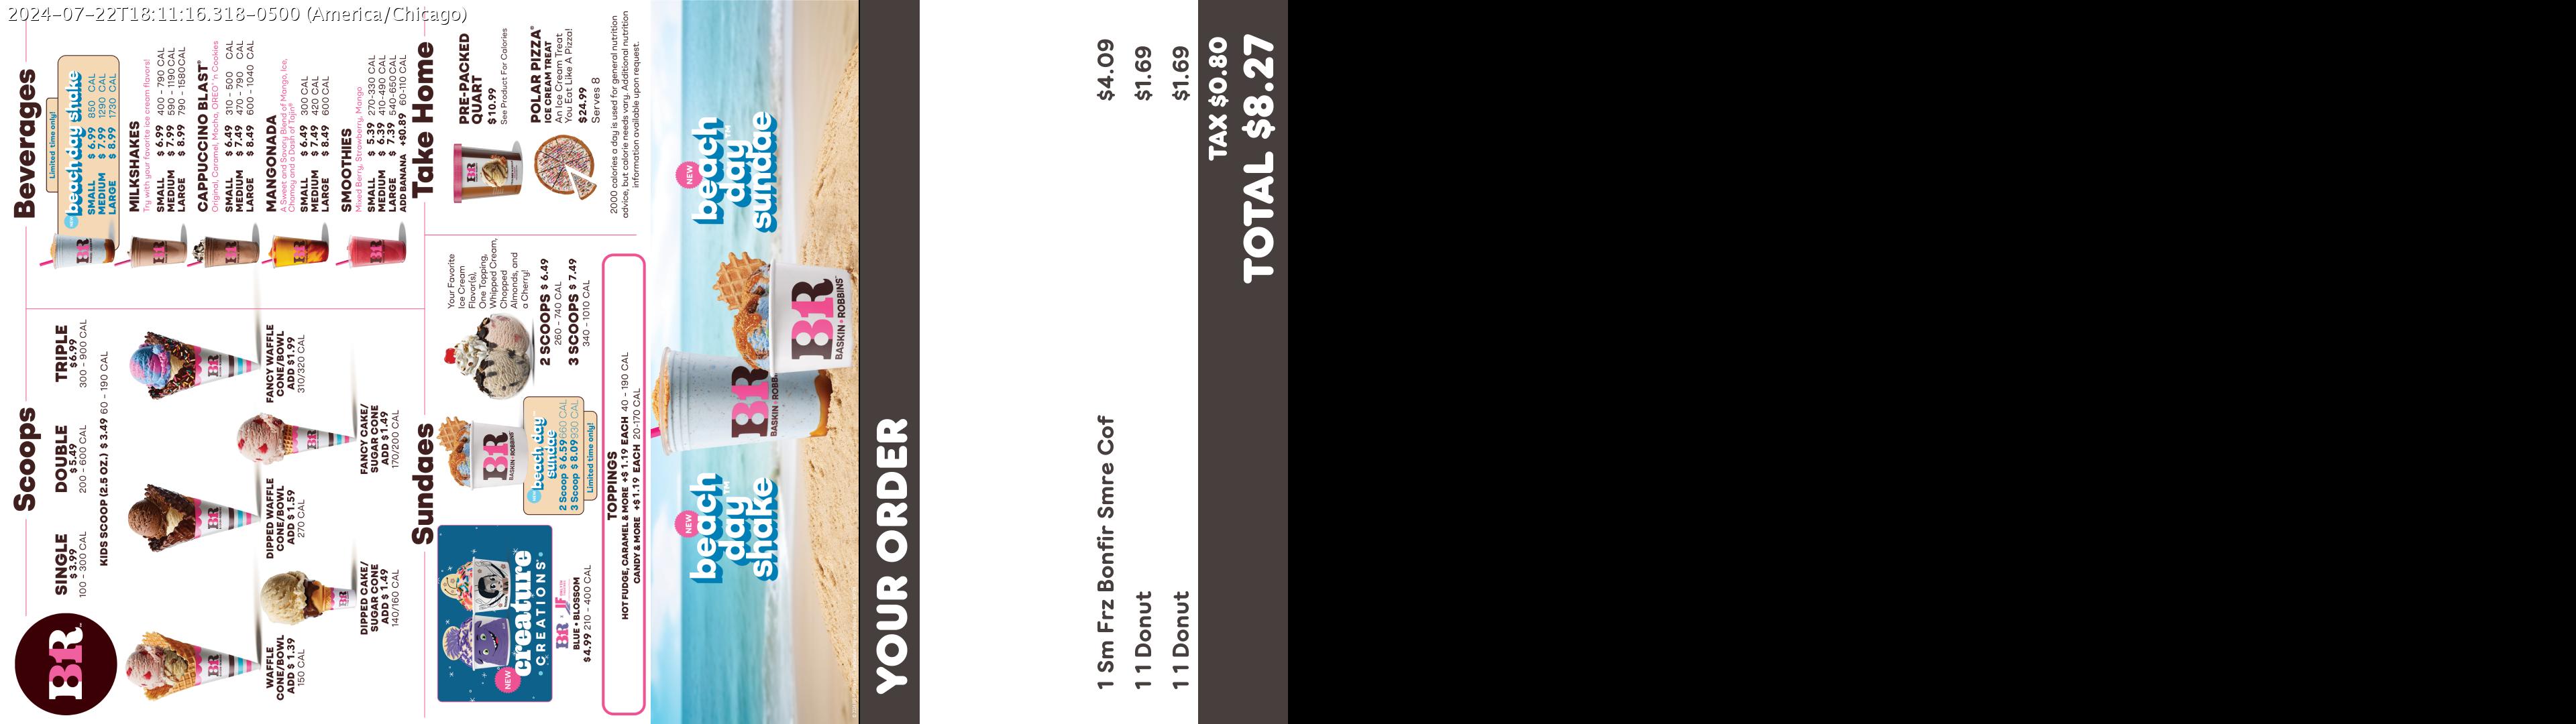 2024-07-22T18:11:16.318-0500 (America/Chicago)
BR
Scoops
SINGLE
$3.99
100 - 300 CAL
DOUBLE
$5.49
200 - 600 CAL
TRIPLE
$6.99
300 - 900 CAL
KIDS SCOOP (2.5 OZ.) $3.49 60 - 190 CAL
WAFFLE
CONE/BOWL
ADD $1.39
150 CAL
DIPPED WAFFLE
CONE/BOWL
ADD $1.59
270 CAL
FANCY WAFFLE
CONE/BOWL
ADD $1.99
310/320 CAL
DIPPED CAKE/
SUGAR CONE
ADD $1.49
140/160 CAL
FANCY CAKE/
SUGAR CONE
ADD $1.49
170/200 CAL
Beverages
Limited time only!
beach day shake
SMALL $6.99 850 CAL
MEDIUM $7.99 1290 CAL
LARGE $8.99 1730 CAL
MILKSHAKES
Try with your favorite ice cream flavors!
SMALL $6.99 400 - 790 CAL
MEDIUM $7.99 590 - 1190 CAL
LARGE $8.99 790 - 1580 CAL
CAPPUCCINO BLAST®
Original, Caramel, Mocha, OREO® 'n Cookies
SMALL $6.49 310 - 500 CAL
MEDIUM $7.49 470 - 790 CAL
LARGE $8.49 600 - 1040 CAL
MANGONADA
A Sweet and Savory Blend of Mango, Ice,
Chamoy and a Dash of Tajín®
SMALL $6.49 300 CAL
MEDIUM $7.49 420 CAL
LARGE $8.49 600 CAL
SMOOTHIES
Mixed Berry, Strawberry, Mango
SMALL $5.39 270-330 CAL
MEDIUM $6.39 410-490 CAL
LARGE $7.39 540-650 CAL
ADD BANANA +$0.89 60-110 CAL
Sundaes
NEW
creature
CREATIONS®
BR
BLUE • BLOSSOM
$4.99 210 - 400 CAL
BR
BASKIN-ROBBINS
beach day
sundae
2 Scoop $6.59 660 CAL
3 Scoop $8.09 930 CAL
Limited time only!
Your Favorite
Ice Cream
Flavor(s),
One Topping,
Whipped Cream,
Chopped
Almonds, and
a Cherry!
2 SCOOPS $6.49
260 - 740 CAL
3 SCOOPS $7.49
340 - 1010 CAL
TOPPINGS
HOT FUDGE, CARAMEL & MORE +$1.19 EACH 40 - 190 CAL
CANDY & MORE +$1.19 EACH 20-170 CAL
Take Home
PRE-PACKED
QUART
$10.99
See Product For Calories
POLAR PIZZA®
ICE CREAM TREAT
An Ice Cream Treat
You Eat Like A Pizza!
$24.99
Serves 8
2000 calories a day is used for general nutrition
advice, but calorie needs vary. Additional nutrition
information available upon request.
NEW
beach
day
shake™
BR
BASKIN-ROBB
BR
BASKIN-ROBBINS
NEW
beach
day
sundae™
YOUR ORDER
1 Sm Frz Bonfir Smre Cof $4.09
1 1 Donut $1.69
1 1 Donut $1.69
TAX $0.80
TOTAL $8.27